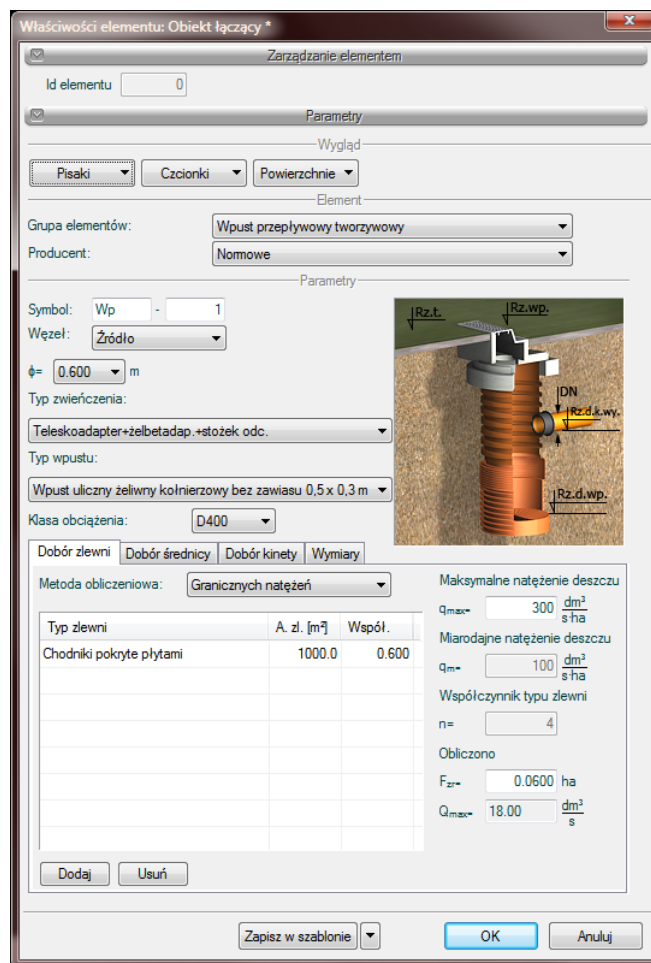 Właściwości elementu: Obiekt łączący *
Zarządzanie elementem
Id elementu 0
Parametry
Wygląd
Pisaki Czcionki Powierzchnie
Element
Grupa elementów: Wpust przepływowy tworzywowy
Producent: Normowe
Parametry
Symbol: Wp - 1
Węzeł: Źródło
ϕ= 0.600 m
Typ zwieńczenia:
Teleskoadapter+żelbetadap.+stożek odc.
Typ wpustu:
Wpust uliczny żeliwny kołnierzowy bez zawiasu 0,5 x 0,3 m
Klasa obciążenia: D400
Rz.t. Rz.wp.
DN
Rz.d.k.wy.
Rz.d.wp.
Dobór zlewni Dobór średnicy Dobór kinety Wymiary
Metoda obliczeniowa: Granicznych natężeń
Typ zlewni A. zl. [m²] Współ.
Chodniki pokryte płytami 1000.0 0.600
Maksymalne natężenie deszczu
qmax= 300 dm³/s·ha
Miarodajne natężenie deszczu
qm= 100 dm³/s·ha
Współczynnik typu zlewni
n= 4
Obliczono
Fzr= 0.0600 ha
Qmax= 18.00 dm³/s
Dodaj Usuń
Zapisz w szablonie OK Anuluj